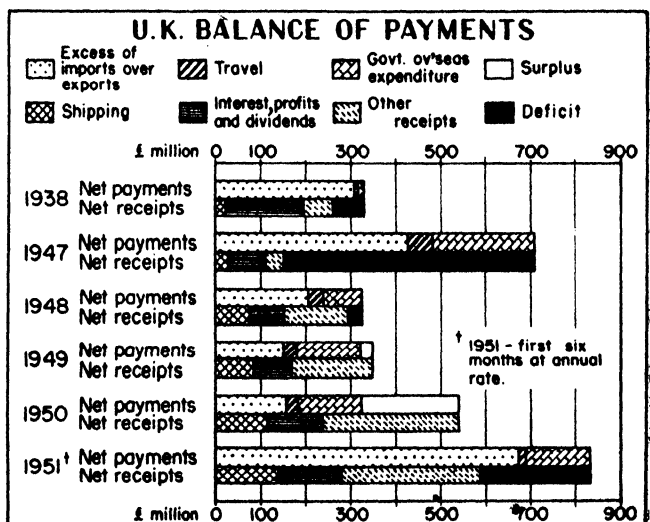 U.K. BALANCE OF PAYMENTS
Excess of imports over exports
Travel
Govt. ov'seas expenditure
Surplus
Shipping
Interest, profits and dividends
Other receipts
Deficit
£ million 0 100 300 500 700 900
1938 Net payments
Net receipts
1947 Net payments
Net receipts
1948 Net payments
Net receipts
1949 Net payments
Net receipts
1950 Net payments
Net receipts
1951† Net payments
Net receipts
† 1951 - first six
months at annual
rate.
£ million 0 100 300 500 700 900